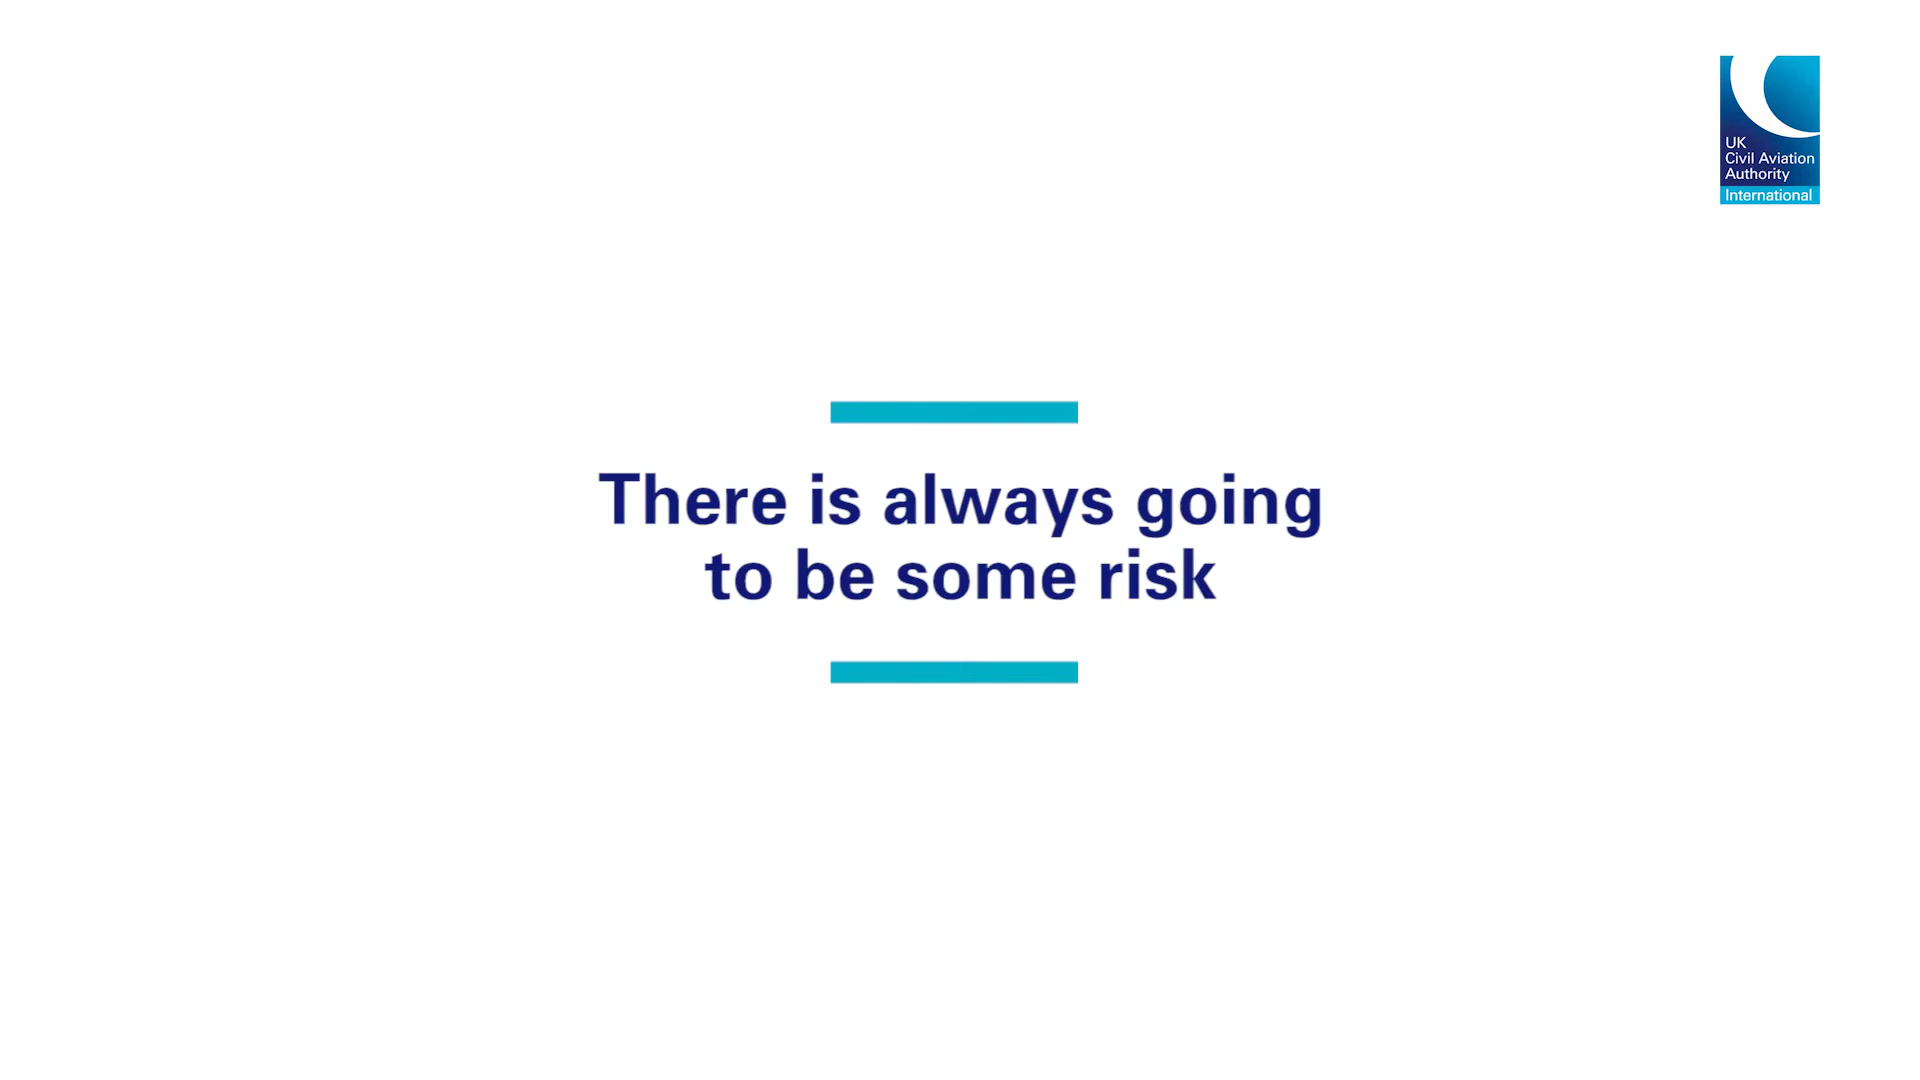 UK
Civil Aviation
Authority
International
There is always going
to be some risk